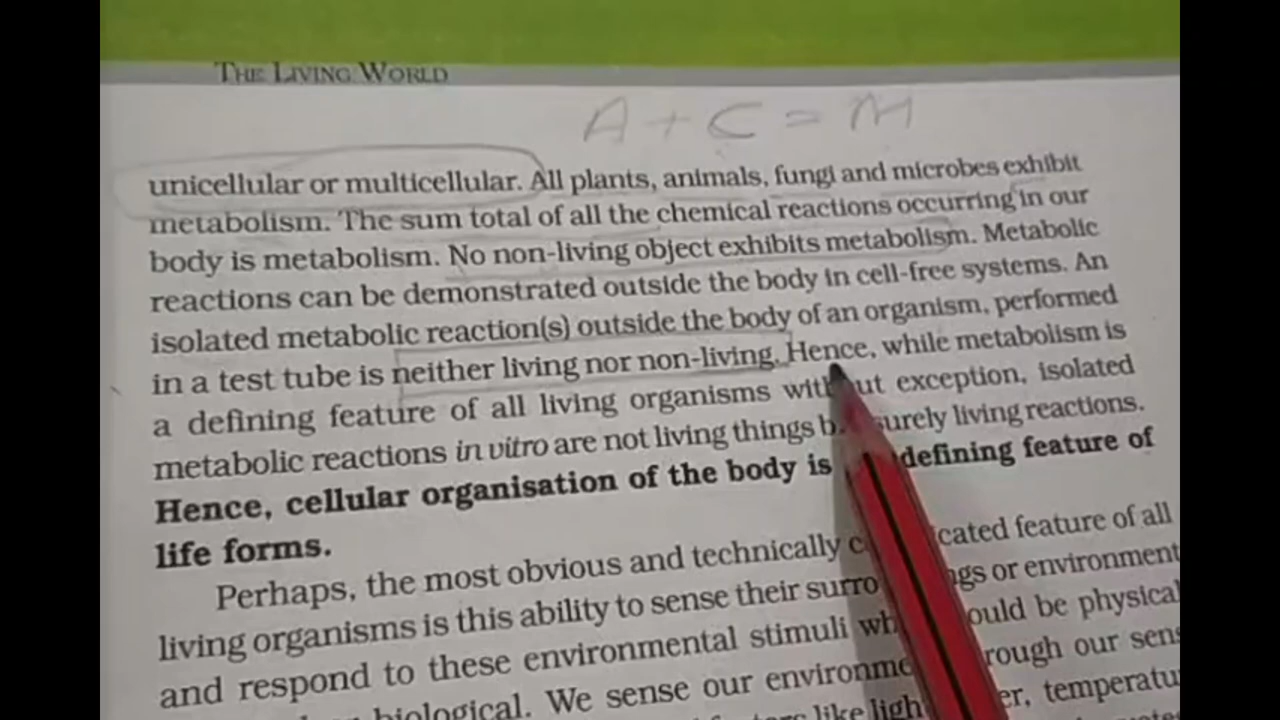 THE LIVING WORLD
A + C = M
unicellular or multicellular. All plants, animals, fungi and microbes exhibit
metabolism. The sum total of all the chemical reactions occurring in our
body is metabolism. No non-living object exhibits metabolism. Metabolic
reactions can be demonstrated outside the body in cell-free systems. An
isolated metabolic reaction(s) outside the body of an organism, performed
in a test tube is neither living nor non-living. Hence, while metabolism is
a defining feature of all living organisms without exception, isolated
metabolic reactions in vitro are not living things surely living reactions.
Hence, cellular organisation of the body is defining feature of
life forms.
Perhaps, the most obvious and technically feature of all
living organisms is this ability to sense their or environment
and respond to these environmental stimuli be physical
biological. We sense our through our
like temperatu